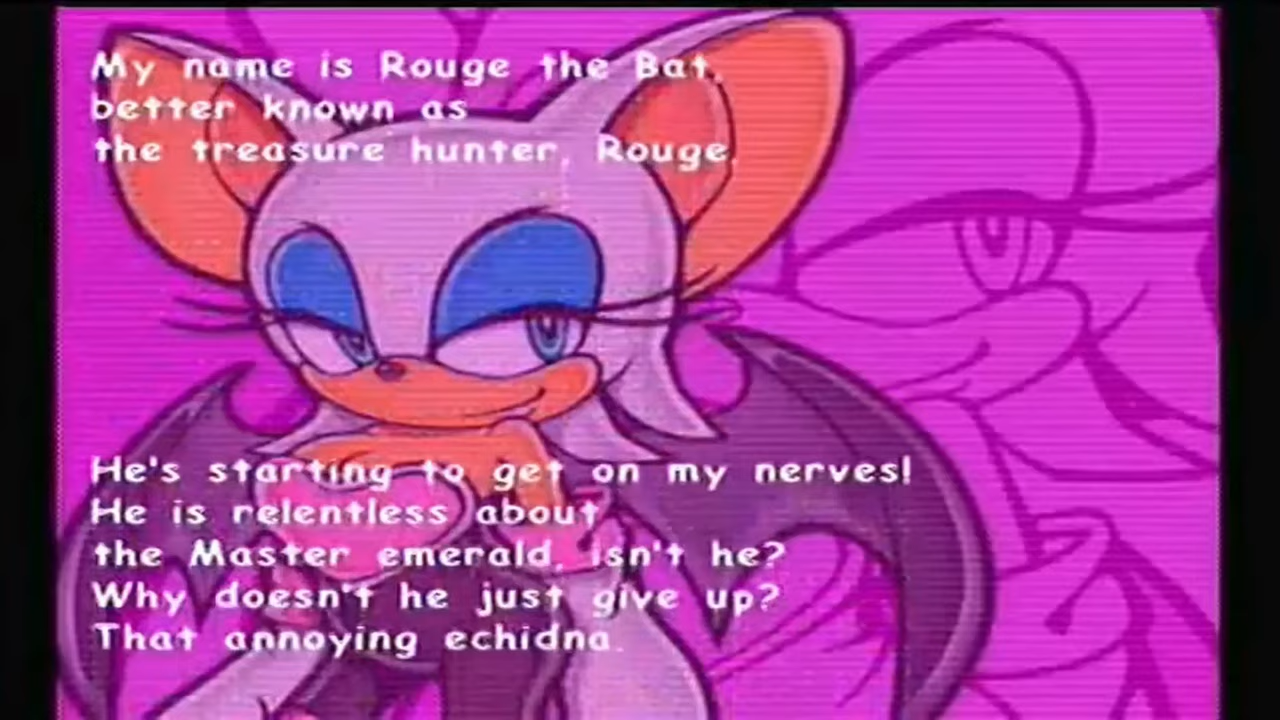 My name is Rouge the Bat,
better known as
the treasure hunter, Rouge.
He's starting to get on my nerves!
He is relentless about
the Master emerald, isn't he?
Why doesn't he just give up?
That annoying echidna.